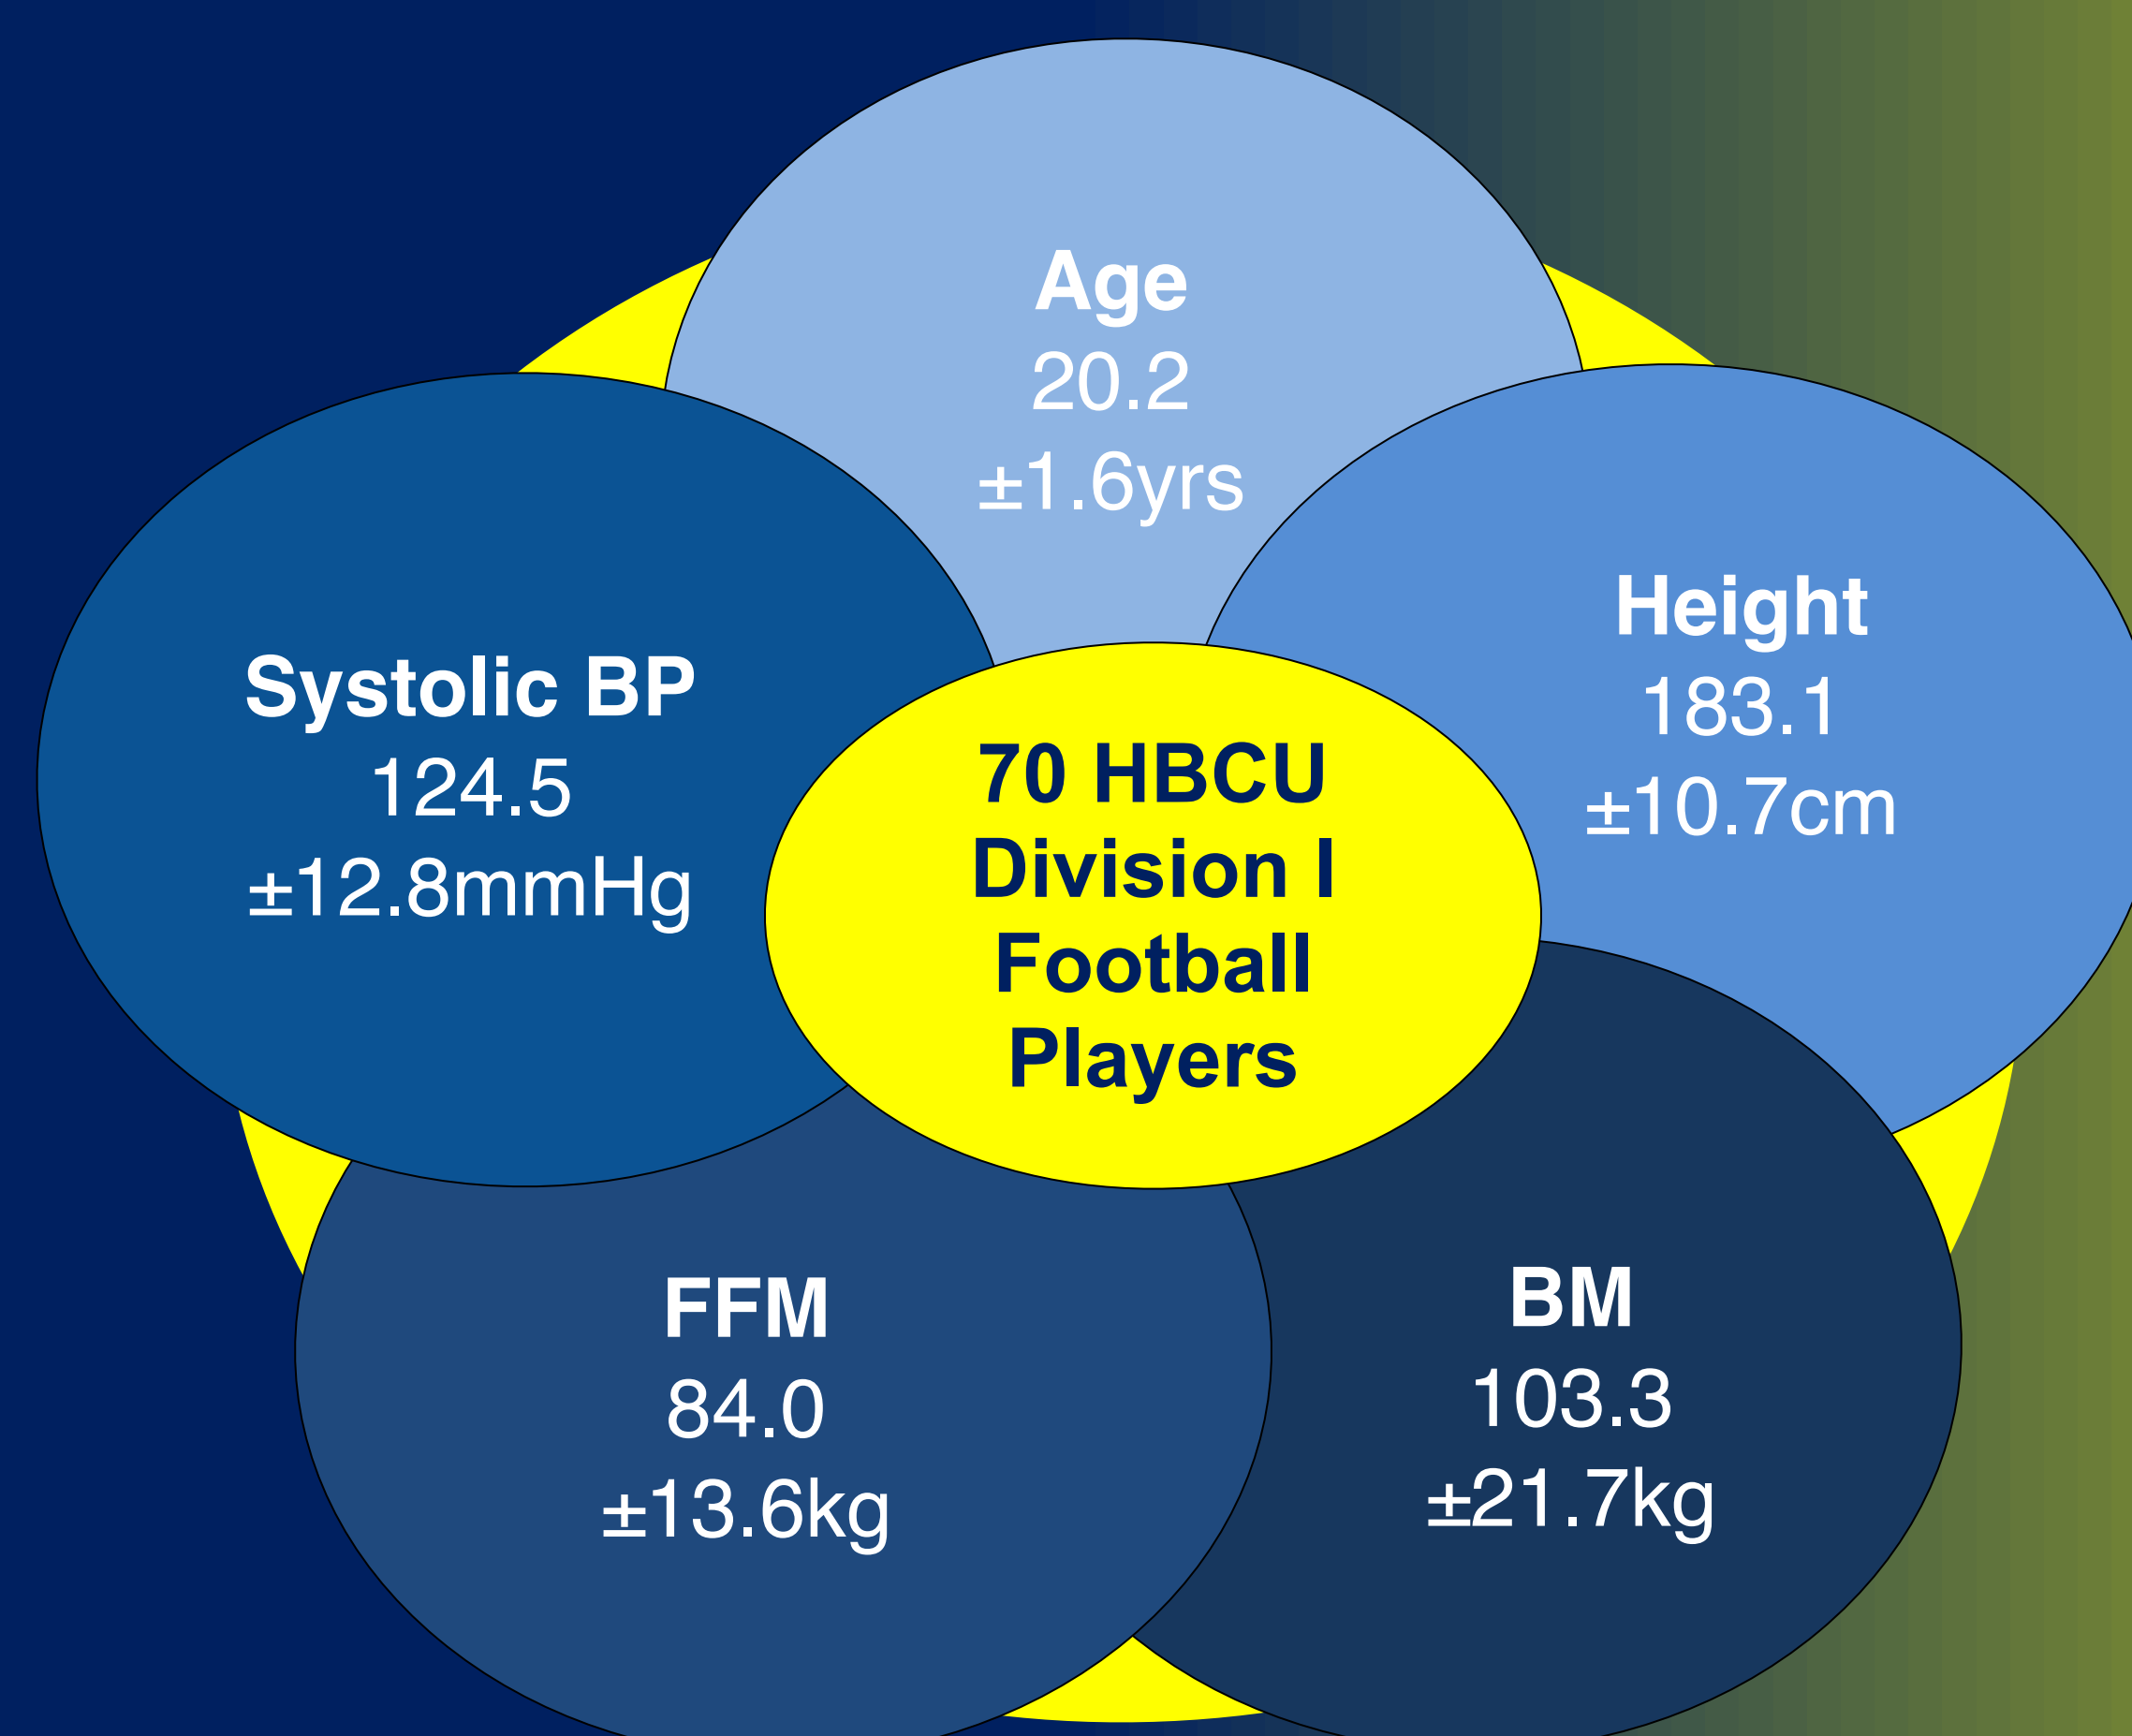 Age
20.2
±1.6yrs
Height
183.1
±10.7cm
Systolic BP
124.5
±12.8mmHg
70 HBCU
Division I
Football
Players
FFM
84.0
±13.6kg
BM
103.3
±21.7kg